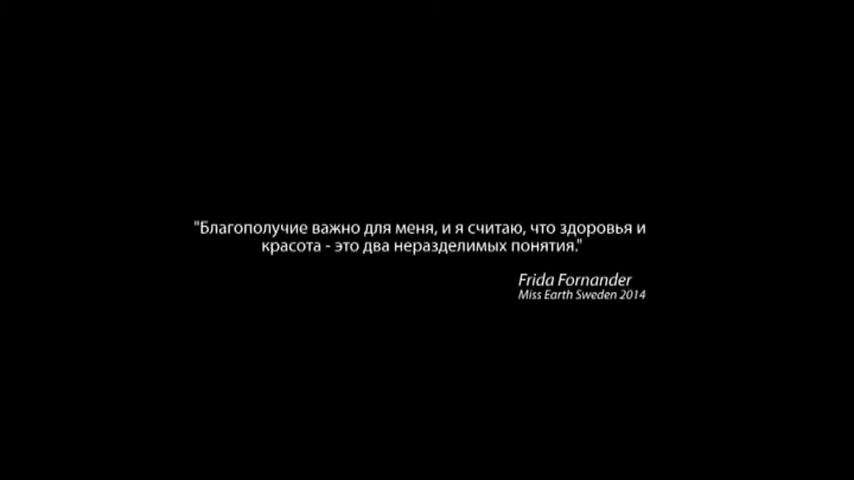 "Благополучие важно для меня, и я считаю, что здоровья и
красота - это два неразделимых понятия."
Frida Fornander
Miss Earth Sweden 2014